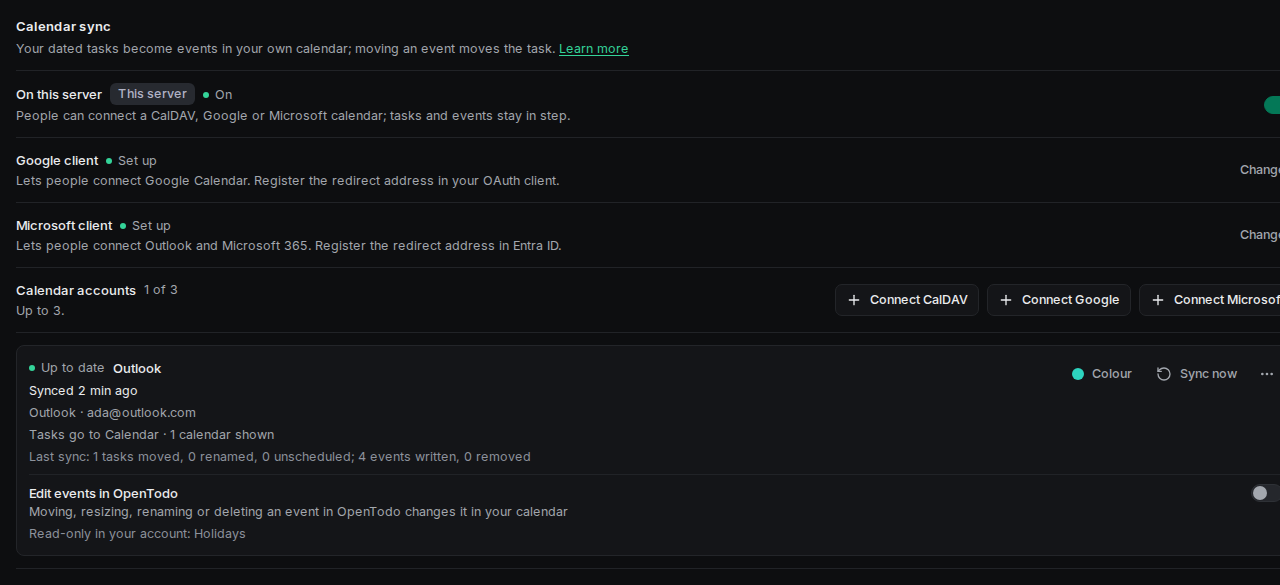 Calendar sync
Your dated tasks become events in your own calendar; moving an event moves the task. Learn more
On this server This server On
People can connect a CalDAV, Google or Microsoft calendar; tasks and events stay in step.
Google client Set up
Lets people connect Google Calendar. Register the redirect address in your OAuth client.
Change
Microsoft client Set up
Lets people connect Outlook and Microsoft 365. Register the redirect address in Entra ID.
Change
Calendar accounts 1 of 3
Up to 3.
Connect CalDAV Connect Google Connect Microsof
Up to date Outlook
Colour Sync now
Synced 2 min ago
Outlook · ada@outlook.com
Tasks go to Calendar · 1 calendar shown
Last sync: 1 tasks moved, 0 renamed, 0 unscheduled; 4 events written, 0 removed
Edit events in OpenTodo
Moving, resizing, renaming or deleting an event in OpenTodo changes it in your calendar
Read-only in your account: Holidays